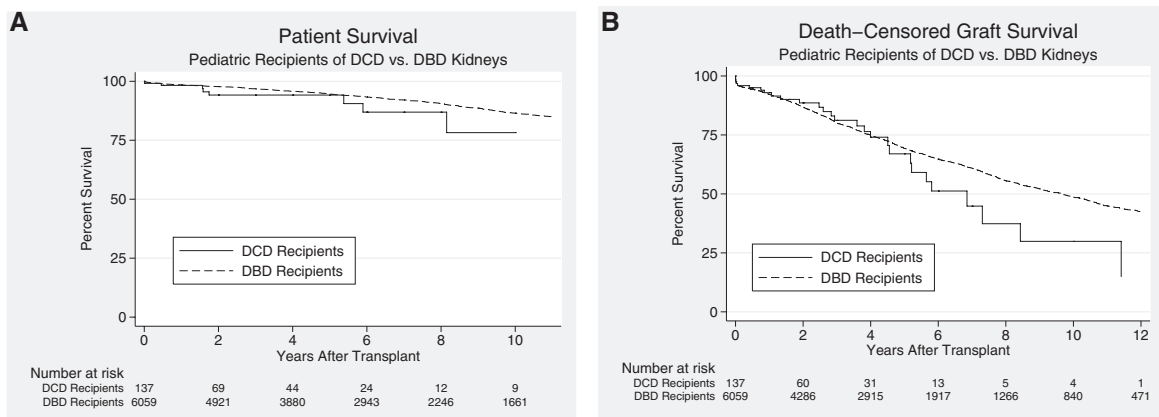 A
Patient Survival
Pediatric Recipients of DCD vs. DBD Kidneys
100
75
50
25
0
Percent Survival
DCD Recipients
DBD Recipients
0 2 4 6 8 10
Years After Transplant
Number at risk
DCD Recipients 137 69 44 24 12 9
DBD Recipients 6059 4921 3880 2943 2246 1661
B
Death−Censored Graft Survival
Pediatric Recipients of DCD vs. DBD Kidneys
100
75
50
25
0
Percent Survival
DCD Recipients
DBD Recipients
0 2 4 6 8 10 12
Years After Transplant
Number at risk
DCD Recipients 137 60 31 13 5 4 1
DBD Recipients 6059 4286 2915 1917 1266 840 471